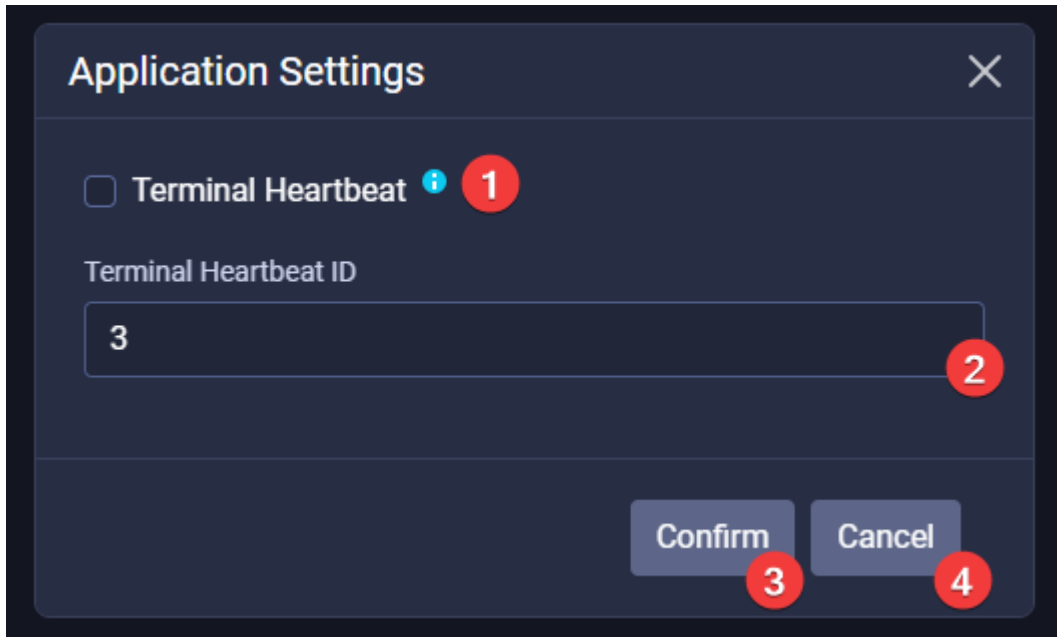 Application Settings
Terminal Heartbeat 1
Terminal Heartbeat ID
3
2
Confirm Cancel
3 4